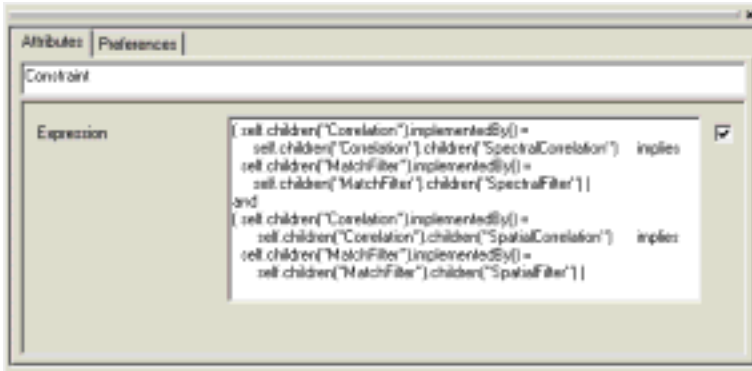 Attributes Preferences
Constraint
Expression
( self.children("Correlation").implementedBy() =
self.children("Correlation").children("SpectralCorrelation") implies
self.children("MatchFilter").implementedBy() =
self.children("MatchFilter").children("SpectralFilter") )
and
( self.children("Correlation").implementedBy() =
self.children("Correlation").children("SpatialCorrelation") implies
self.children("MatchFilter").implementedBy() =
self.children("MatchFilter").children("SpatialFilter") )